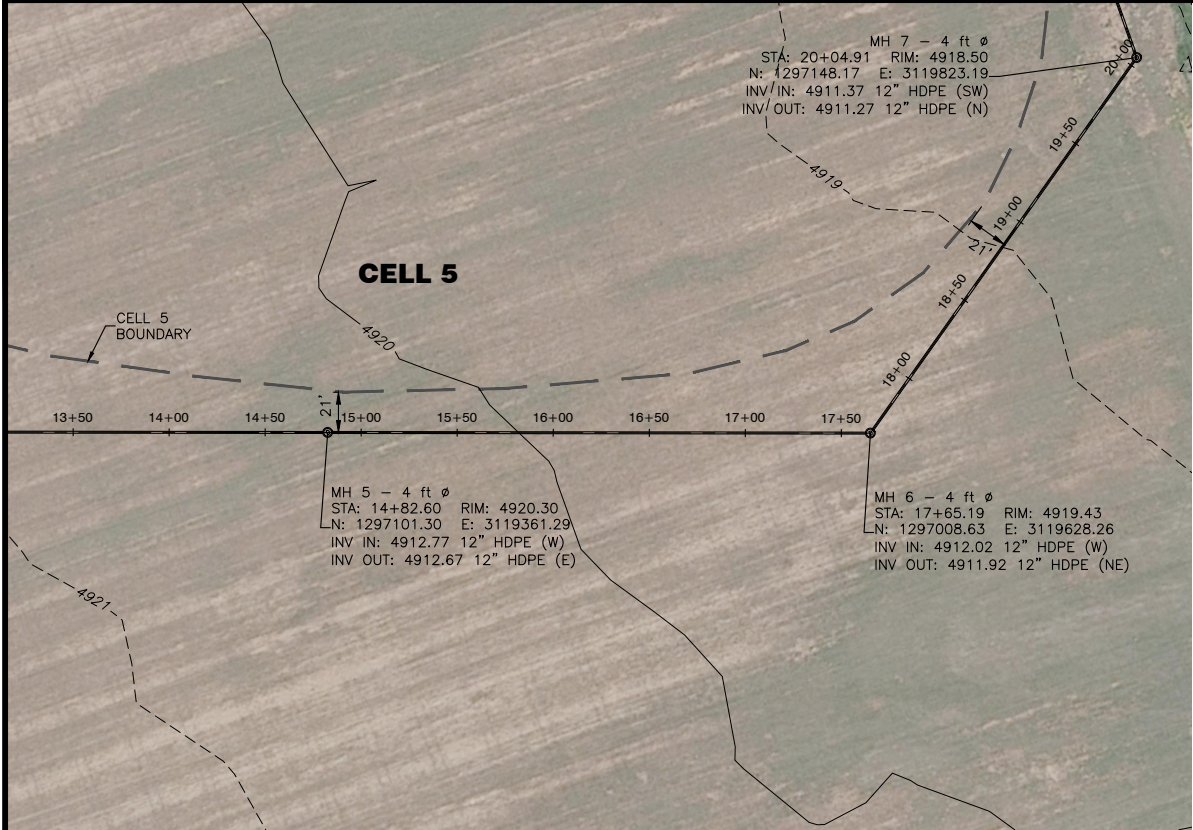 MH 7 – 4 ft ø
STA: 20+04.91 RIM: 4918.50
N: 1297148.17 E: 3119823.19
INV IN: 4911.37 12" HDPE (SW)
INV OUT: 4911.27 12" HDPE (N)
20+00
19+50
4919
19+00
21'
CELL 5
18+50
CELL 5
BOUNDARY
4920
18+00
21'
13+50 14+00 14+50 15+00 15+50 16+00 16+50 17+00 17+50
MH 5 – 4 ft ø
STA: 14+82.60 RIM: 4920.30
N: 1297101.30 E: 3119361.29
INV IN: 4912.77 12" HDPE (W)
INV OUT: 4912.67 12" HDPE (E)
MH 6 – 4 ft ø
STA: 17+65.19 RIM: 4919.43
N: 1297008.63 E: 3119628.26
INV IN: 4912.02 12" HDPE (W)
INV OUT: 4911.92 12" HDPE (NE)
4921